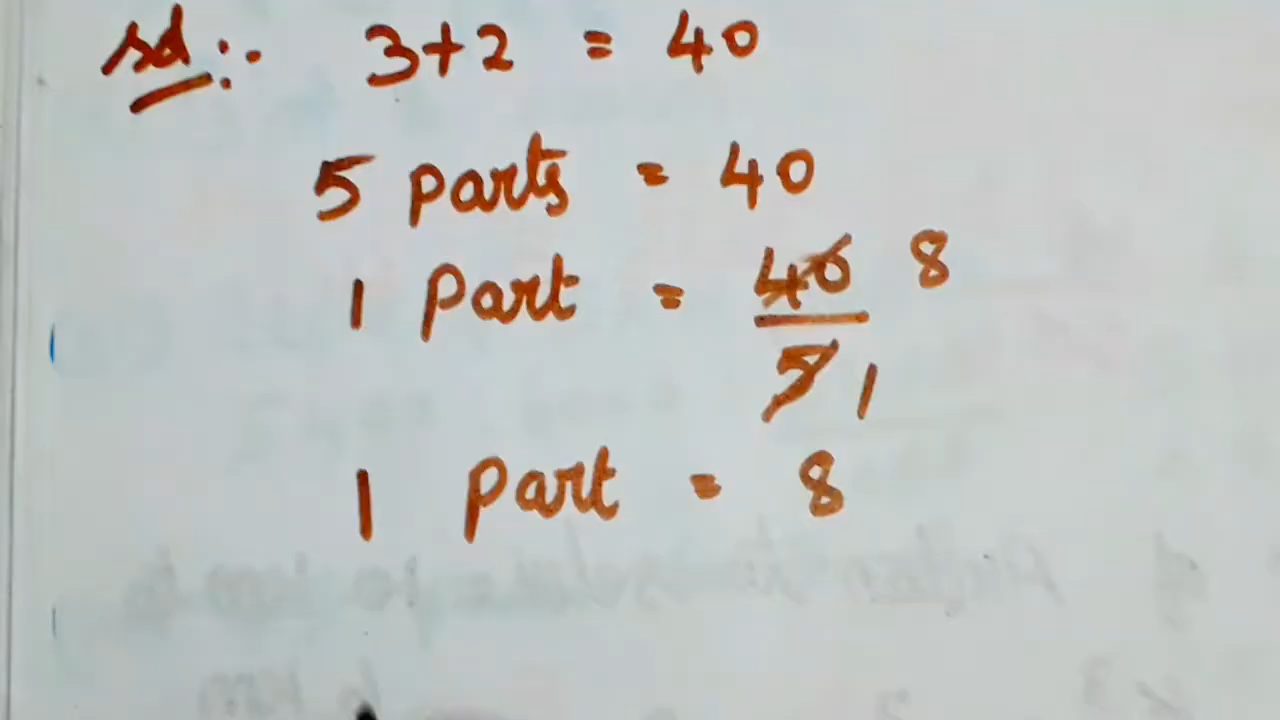 sol :- 3+2 = 40
5 parts = 40
1 Part = 40/5 8 1
1 Part = 8